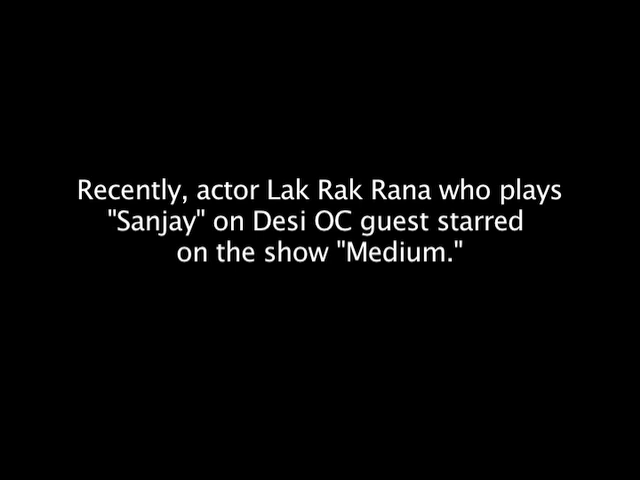 Recently, actor Lak Rak Rana who plays
"Sanjay" on Desi OC guest starred
on the show "Medium."